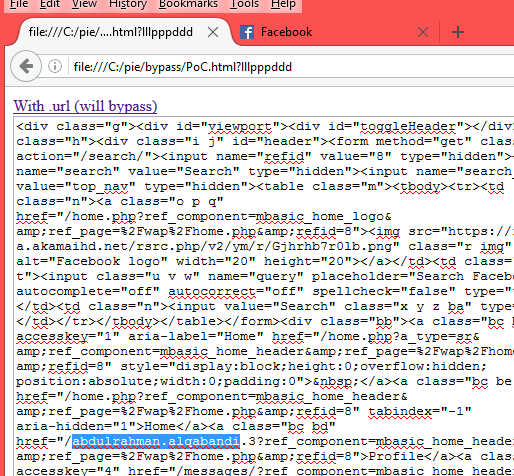 File Edit View History Bookmarks Tools Help
file:///C:/pie/....html?lllpppddd × Facebook × +
file:///C:/pie/bypass/PoC.html?lllpppddd
With .url (will bypass)
<div class="g"><div id="viewport"><div id="toggleHeader"></div
class="h"><div class="i j" id="header"><form method="get" class
action="/search/"><input name="refid" value="8" type="hidden"><
name="search" value="Search" type="hidden"><input name="search_
value="top_nav" type="hidden"><table class="m"><tbody><tr><td
class="n"><a class="o p q"
href="/home.php?ref_component=mbasic_home_logo&
amp;ref_page=%2Fwap%2Fhome.php&amp;refid=8"><img src="https://
a.akamaihd.net/rsrc.php/v2/ym/r/Gjhrhb7r0lb.png" class="r img"
alt="Facebook logo" width="20" height="20"></a></td><td class=
t"><input class="u v w" name="query" placeholder="Search Facebo
autocomplete="off" autocorrect="off" spellcheck="false" type="
</td><td class="n"><input value="Search" class="x y z ba" type=
</td></tr></tbody></table></form><div class="bb"><a class="bc b
accesskey="1" aria-label="Home" href="/home.php?a_type=sr&
amp;ref_component=mbasic_home_header&amp;ref_page=%2Fwap%2Fhome
amp;refid=8" style="display:block;height:0;overflow:hidden;
position:absolute;width:0;padding:0">&nbsp;</a><a class="bc be
href="/home.php?ref_component=mbasic_home_header&
amp;ref_page=%2Fwap%2Fhome.php&amp;refid=8" tabindex="-1"
aria-hidden="1">Home</a><a class="bc bd"
href="/abdulrahman.alqabandi.3?ref_component=mbasic_home_header
amp;ref_page=%2Fwap%2Fhome.php&amp;refid=8">Profile</a><a class
accesskey="4" href="/messages/?ref_component=mbasic_home_header